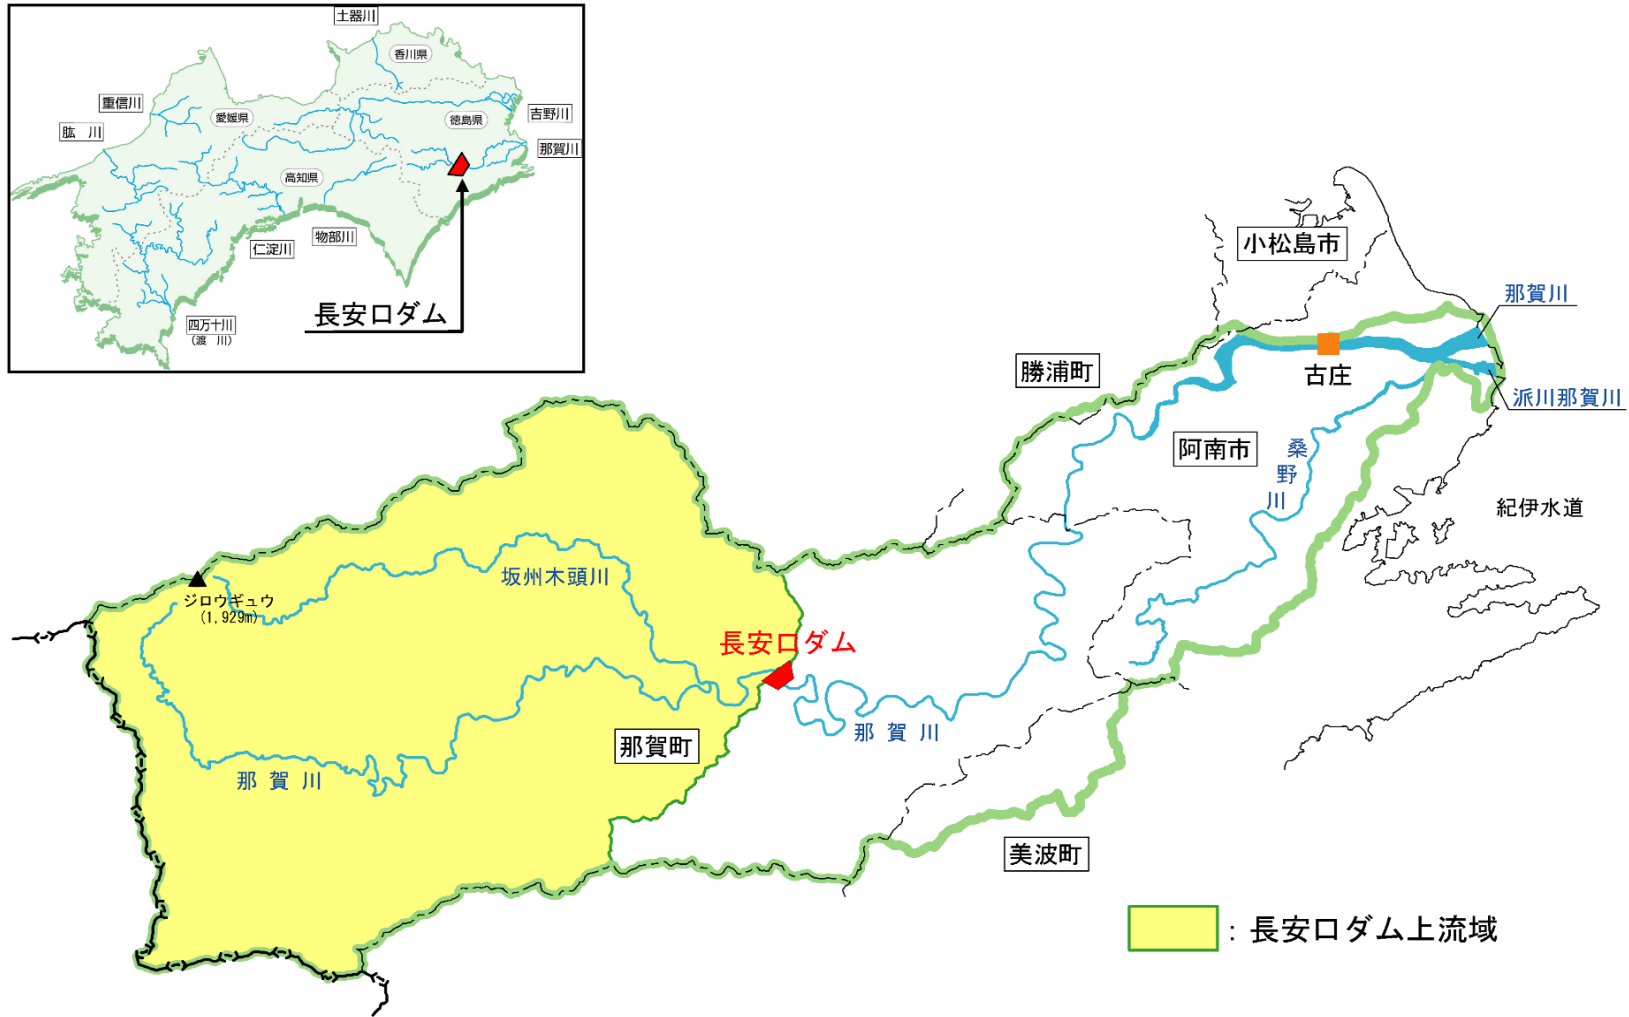 土器川
香川県
重信川
愛媛県
肱　川
徳島県
吉野川
那賀川
高知県
物部川
仁淀川
四万十川
(渡　川)
長安口ダム
小松島市
那賀川
勝浦町
古庄
派川那賀川
阿南市
桑野川
紀伊水道
坂州木頭川
ジロウギュウ
(1,929m)
長安口ダム
那賀町
那 賀 川
那 賀 川
美波町
：長安口ダム上流域